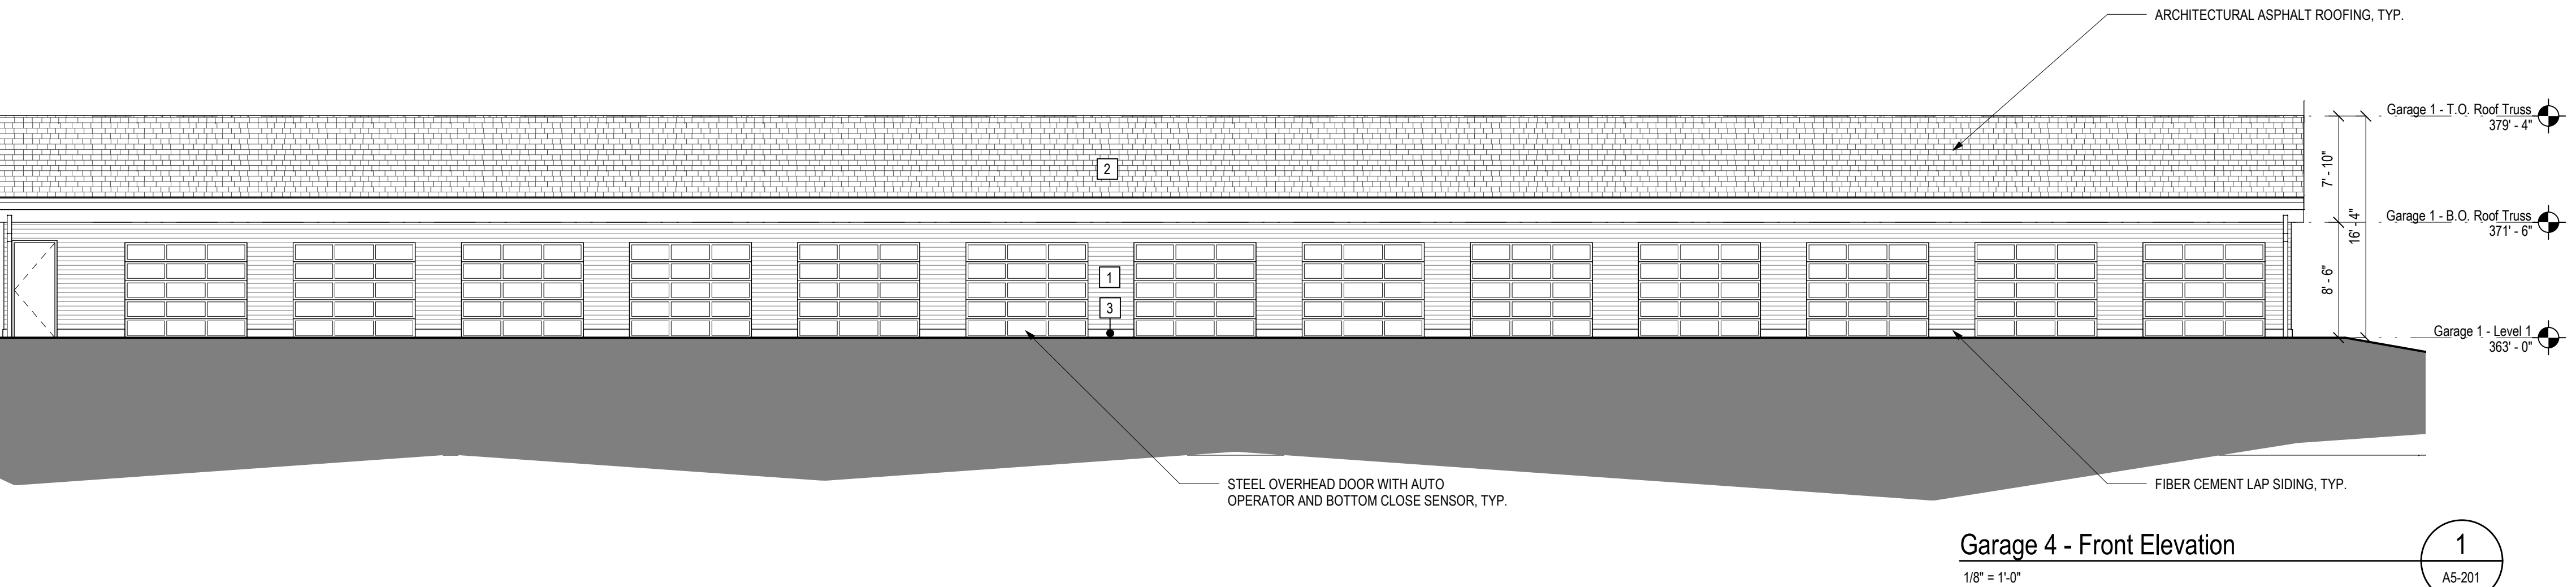 ARCHITECTURAL ASPHALT ROOFING, TYP.
Garage 1 - T.O. Roof Truss
379' - 4"
7' - 10"
2
Garage 1 - B.O. Roof Truss
371' - 6"
16' - 4"
8' - 6"
1
3
Garage 1 - Level 1
363' - 0"
STEEL OVERHEAD DOOR WITH AUTO
OPERATOR AND BOTTOM CLOSE SENSOR, TYP.
FIBER CEMENT LAP SIDING, TYP.
Garage 4 - Front Elevation
1/8" = 1'-0"
1
A5-201